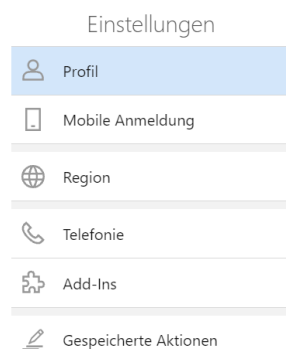 Einstellungen
Profil
Mobile Anmeldung
Region
Telefonie
Add-Ins
Gespeicherte Aktionen